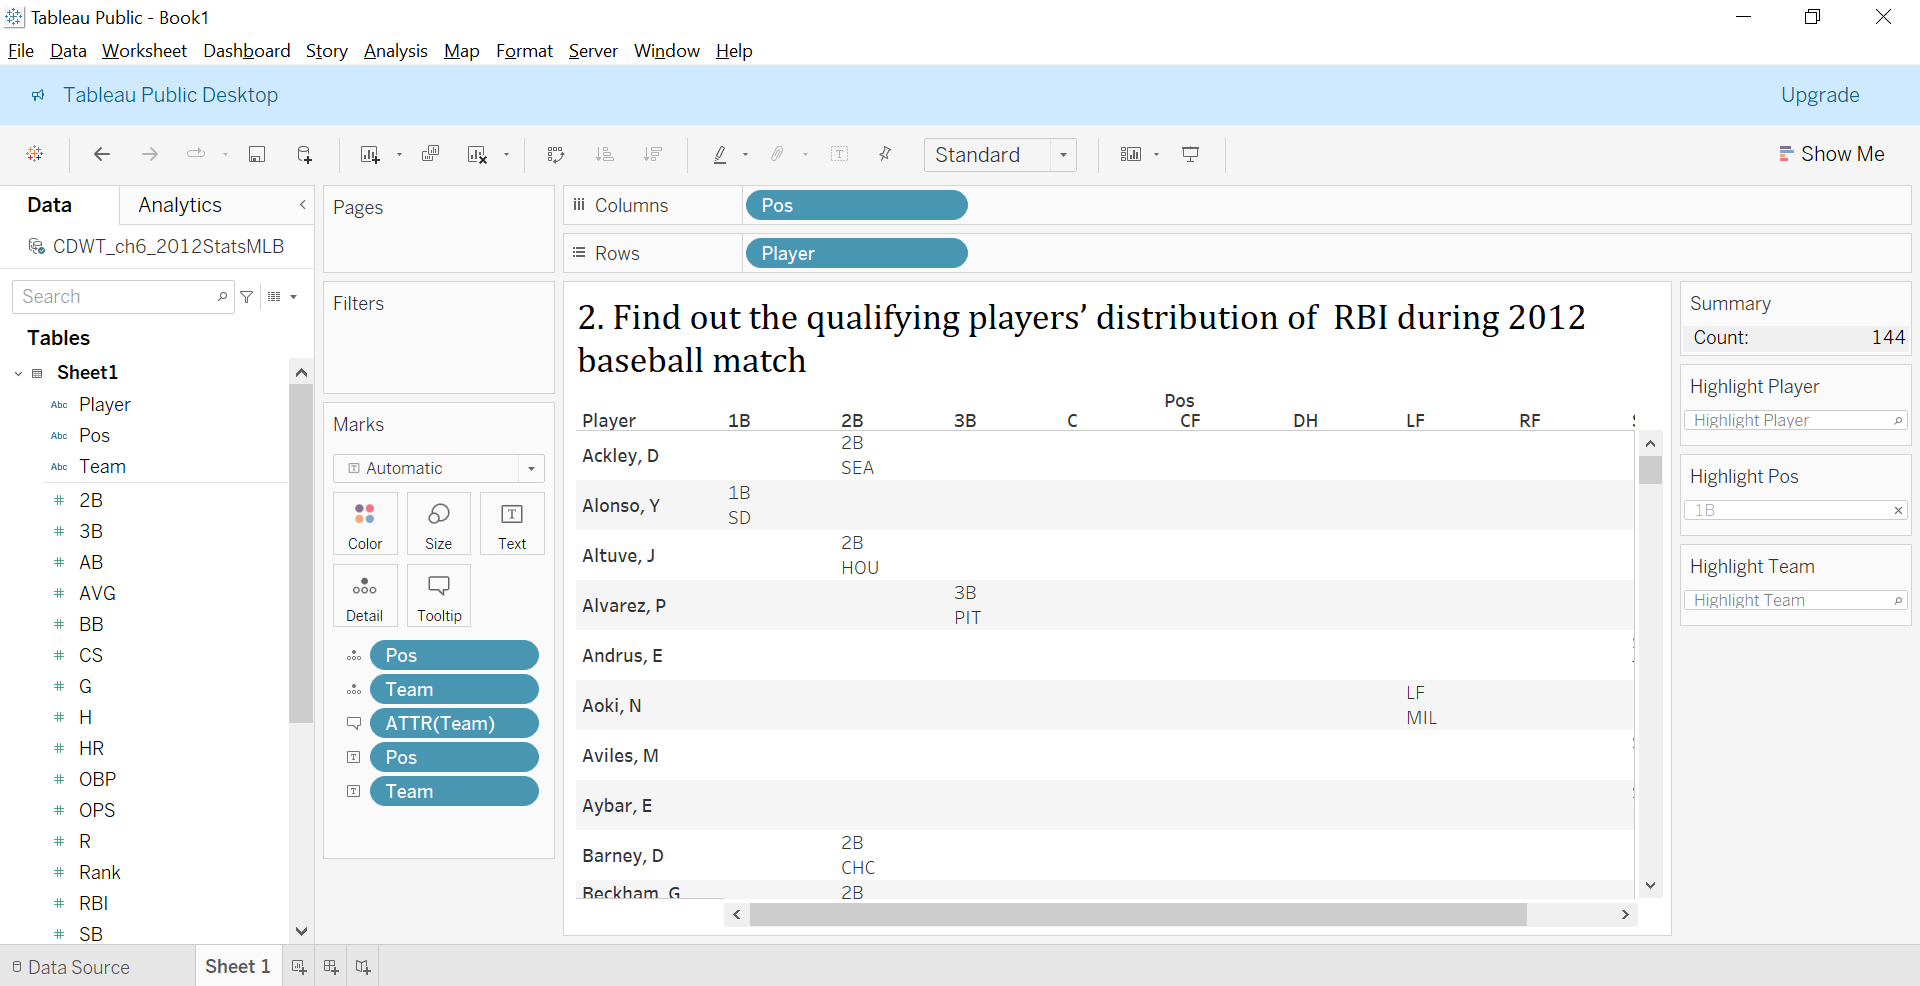 Tableau Public - Book1
File Data Worksheet Dashboard Story Analysis Map Format Server Window Help
Tableau Public Desktop Upgrade
Standard Show Me
Data Analytics
CDWT_ch6_2012StatsMLB
Search
Tables
Sheet1
Abc Player
Abc Pos
Abc Team
# 2B
# 3B
# AB
# AVG
# BB
# CS
# G
# H
# HR
# OBP
# OPS
# R
# Rank
# RBI
# SB
Pages
Filters
Marks
T Automatic
Color Size Text
Detail Tooltip
Pos
Team
ATTR(Team)
T Pos
T Team
Columns Pos
Rows Player
2. Find out the qualifying players’ distribution of RBI during 2012
baseball match
Pos
Player 1B 2B 3B C CF DH LF RF
Ackley, D 2B
SEA
Alonso, Y 1B
SD
Altuve, J 2B
HOU
Alvarez, P 3B
PIT
Andrus, E
Aoki, N LF
MIL
Aviles, M
Aybar, E
Barney, D 2B
CHC
Beckham, G 2B
Summary
Count: 144
Highlight Player
Highlight Player
Highlight Pos
1B
Highlight Team
Highlight Team
Data Source Sheet 1